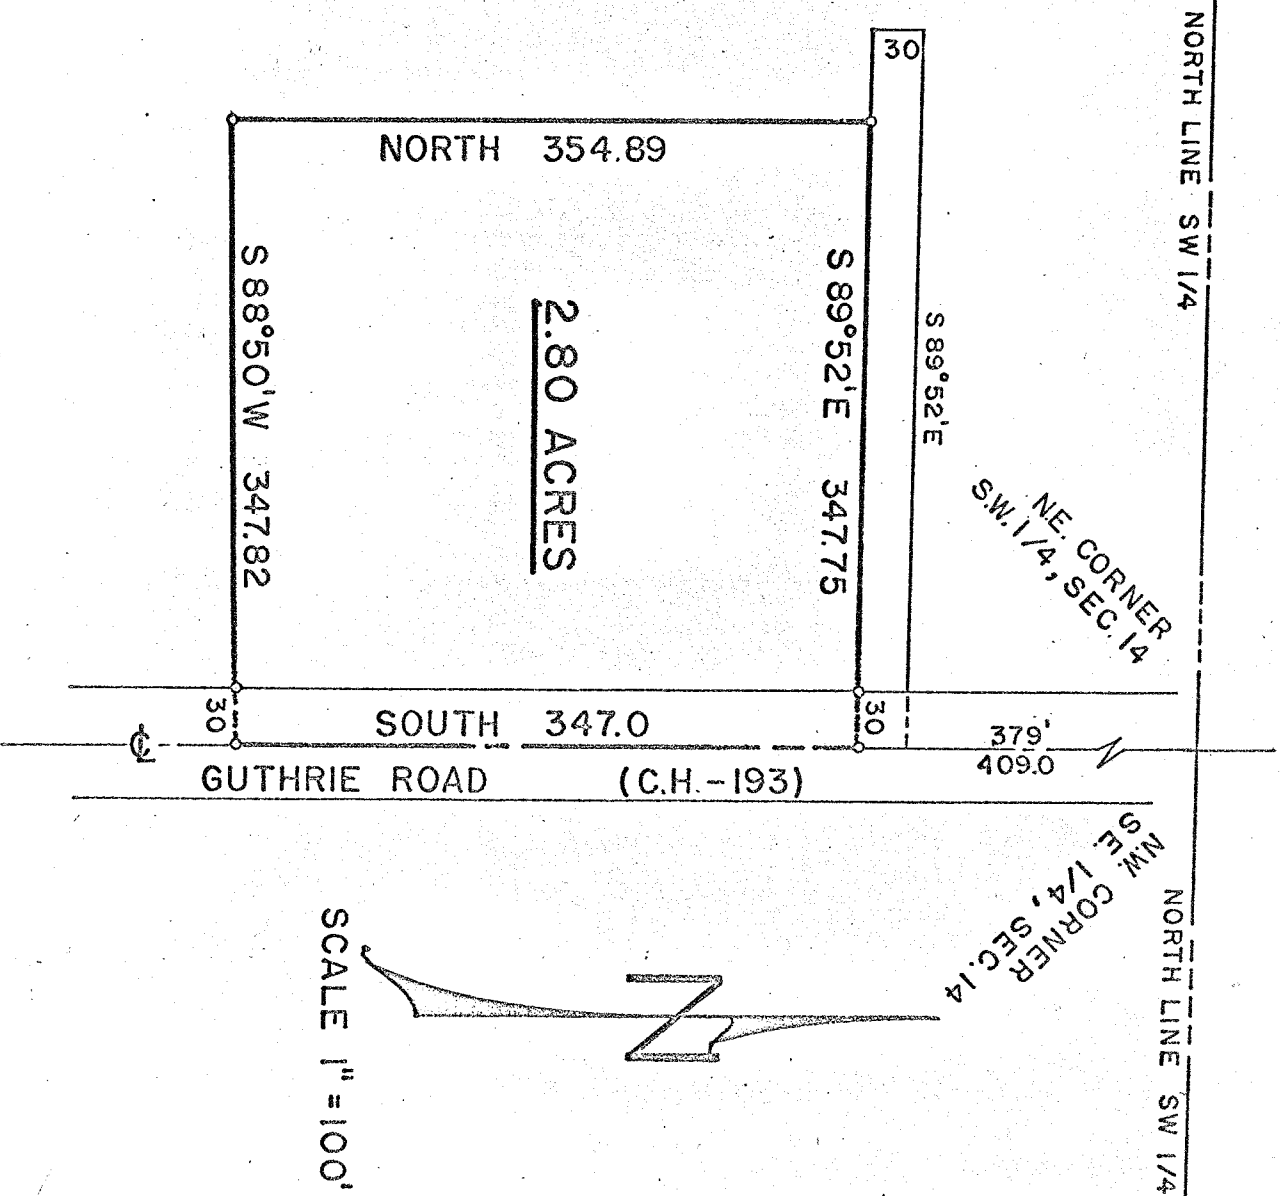 30
NORTH LINE SW 1/4
NORTH 354.89
S 88°50'W 347.82
2.80 ACRES
S 89°52'E 347.75
S 89°52'E
NE. CORNER
S.W. 1/4, SEC. 14
30
SOUTH 347.0
30
379'
409.0
℄
GUTHRIE ROAD (C.H.-193)
N.W. CORNER
S.E. 1/4, SEC. 14
NORTH LINE SW 1/4
SCALE 1" = 100'
N